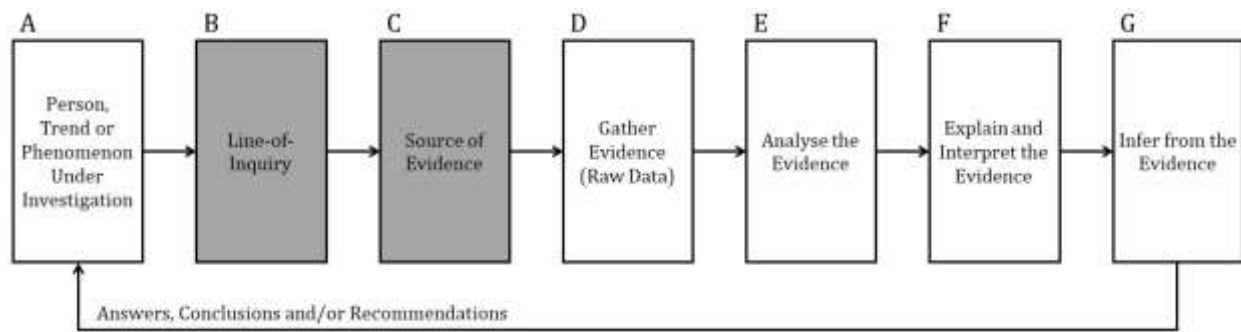 A
B
C
D
E
F
G
Person,
Trend or
Phenomenon
Under
Investigation
Line-of-
Inquiry
Source of
Evidence
Gather
Evidence
(Raw Data)
Analyse the
Evidence
Explain and
Interpret the
Evidence
Infer from the
Evidence
Answers, Conclusions and/or Recommendations